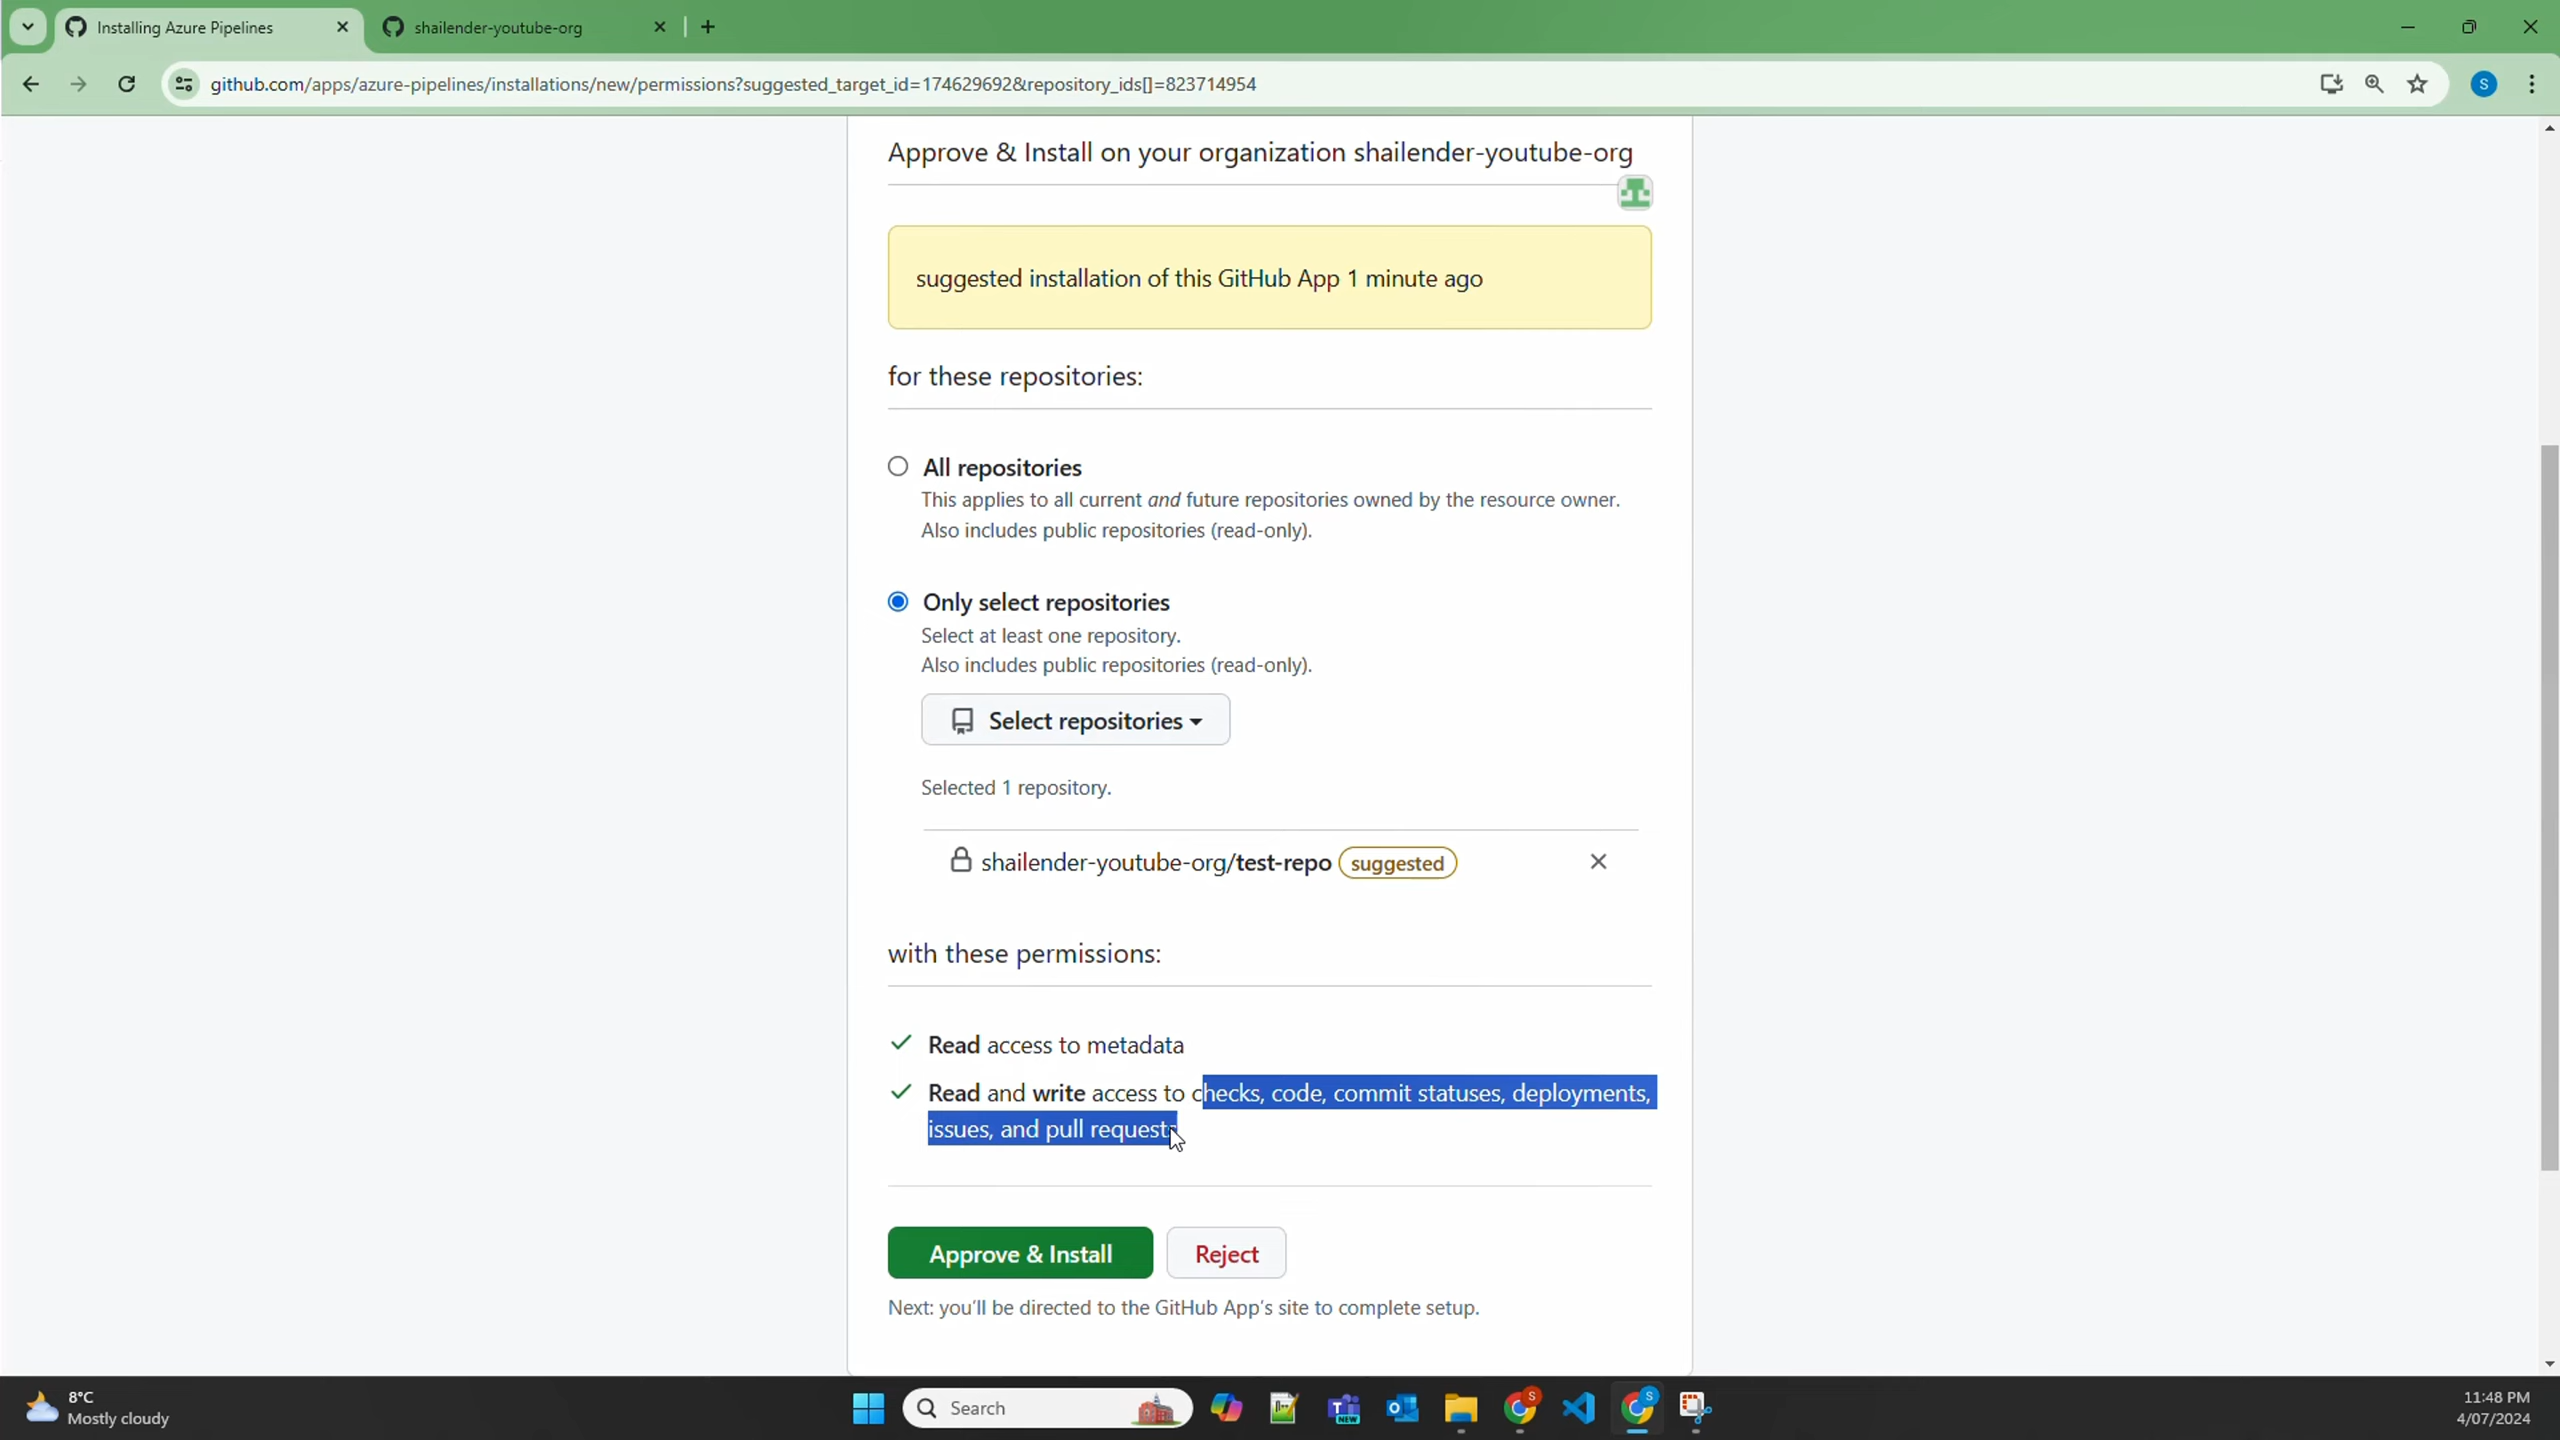 Installing Azure Pipelines
shailender-youtube-org
github.com/apps/azure-pipelines/installations/new/permissions?suggested_target_id=174629692&repository_ids[]=823714954
S
Approve & Install on your organization shailender-youtube-org
suggested installation of this GitHub App 1 minute ago
for these repositories:
All repositories
This applies to all current and future repositories owned by the resource owner.
Also includes public repositories (read-only).
Only select repositories
Select at least one repository.
Also includes public repositories (read-only).
Select repositories
Selected 1 repository.
shailender-youtube-org/test-repo suggested
with these permissions:
Read access to metadata
Read and write access to checks, code, commit statuses, deployments,
issues, and pull requests
Approve & Install Reject
Next: you'll be directed to the GitHub App's site to complete setup.
8°C
Mostly cloudy
Search
NEW
S
S
11:48 PM
4/07/2024